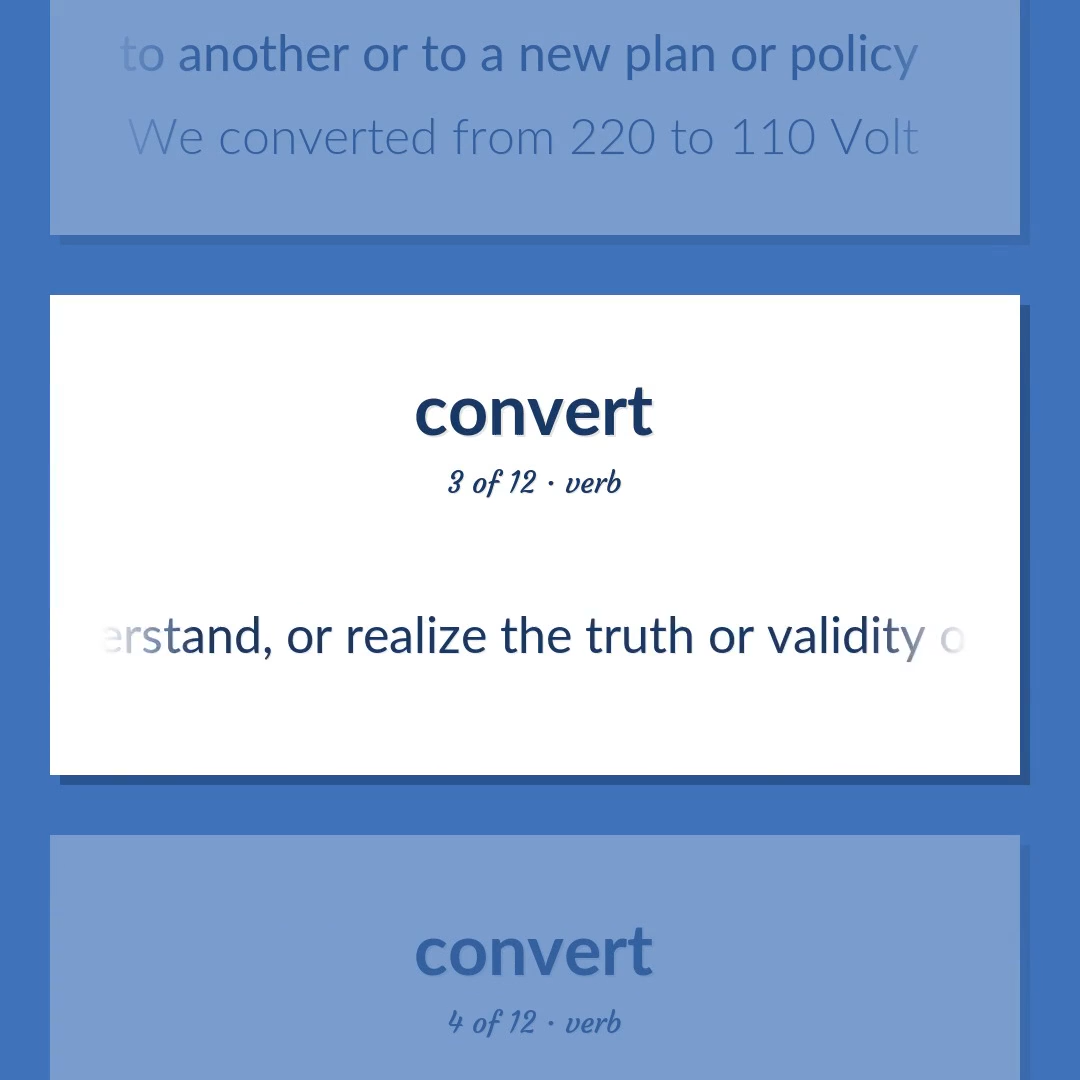 to another or to a new plan or policy
We converted from 220 to 110 Volt
convert
3 of 12 · verb
erstand, or realize the truth or validity o
convert
4 of 12 · verb